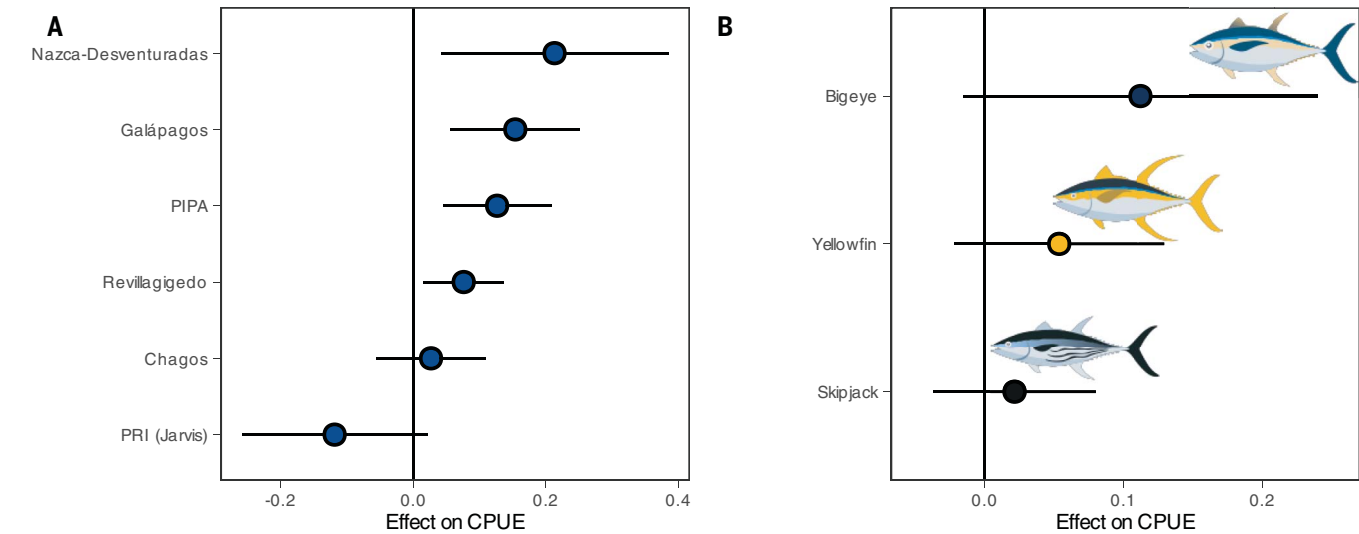 A
Nazca-Desventuradas
Galápagos
PIPA
Revillagigedo
Chagos
PRI (Jarvis)
-0.2 0.0 0.2 0.4
Effect on CPUE
B
Bigeye
Yellowfin
Skipjack
0.0 0.1 0.2
Effect on CPUE